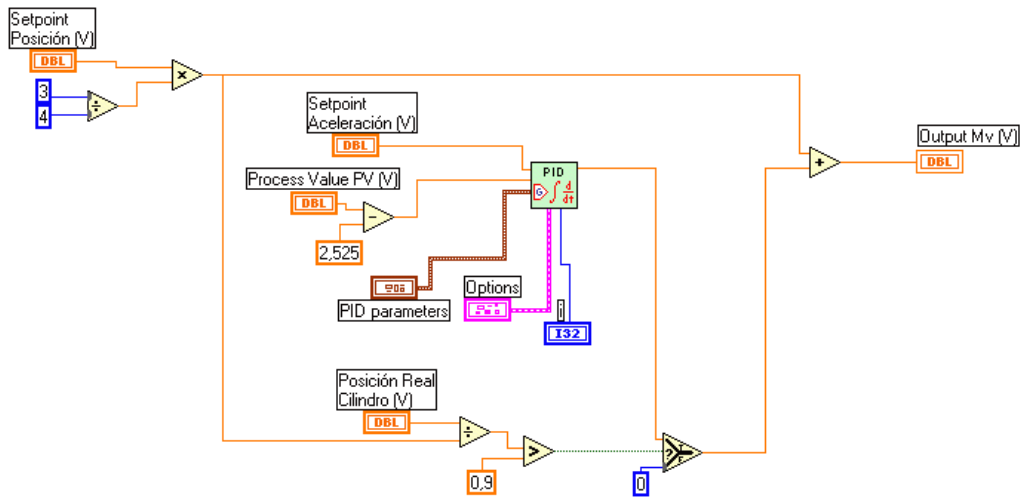 Setpoint
Posición (V)
DBL
3
÷
4
×
Setpoint
Aceleración (V)
DBL
Process Value PV (V)
DBL
−
2,525
PID
G ∫ d/dt
PID parameters
Options
i
I32
Posición Real
Cilindro (V)
DBL
÷
>
0,9
?
T
F
0
+
Output Mv (V)
DBL